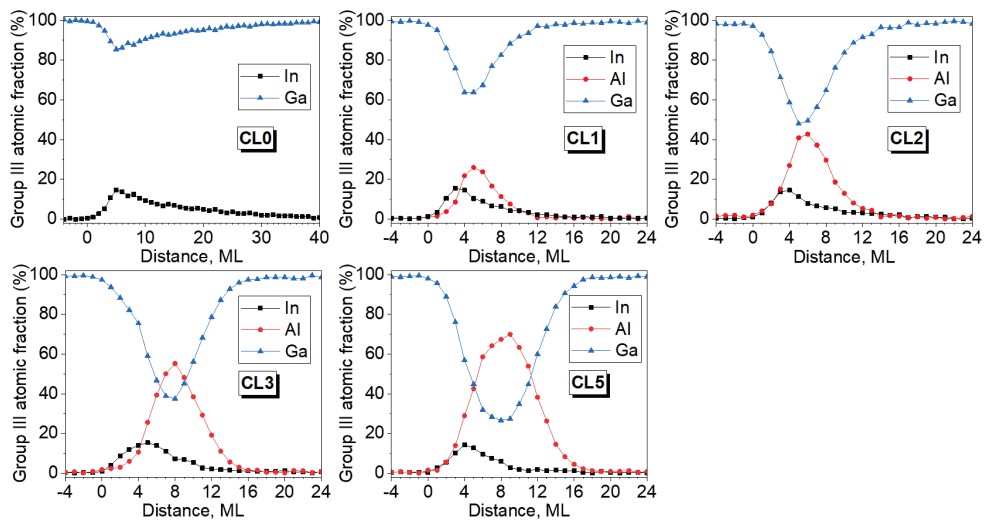 Group III atomic fraction (%)
100
80
60
40
20
0
In
Ga
CL0
0 10 20 30 40
Distance, ML
Group III atomic fraction (%)
100
80
60
40
20
0
In
Al
Ga
CL1
-4 0 4 8 12 16 20 24
Distance, ML
Group III atomic fraction (%)
100
80
60
40
20
0
In
Al
Ga
CL2
-4 0 4 8 12 16 20 24
Distance, ML
Group III atomic fraction (%)
100
80
60
40
20
0
In
Al
Ga
CL3
-4 0 4 8 12 16 20 24
Distance, ML
Group III atomic fraction (%)
100
80
60
40
20
0
In
Al
Ga
CL5
-4 0 4 8 12 16 20 24
Distance, ML